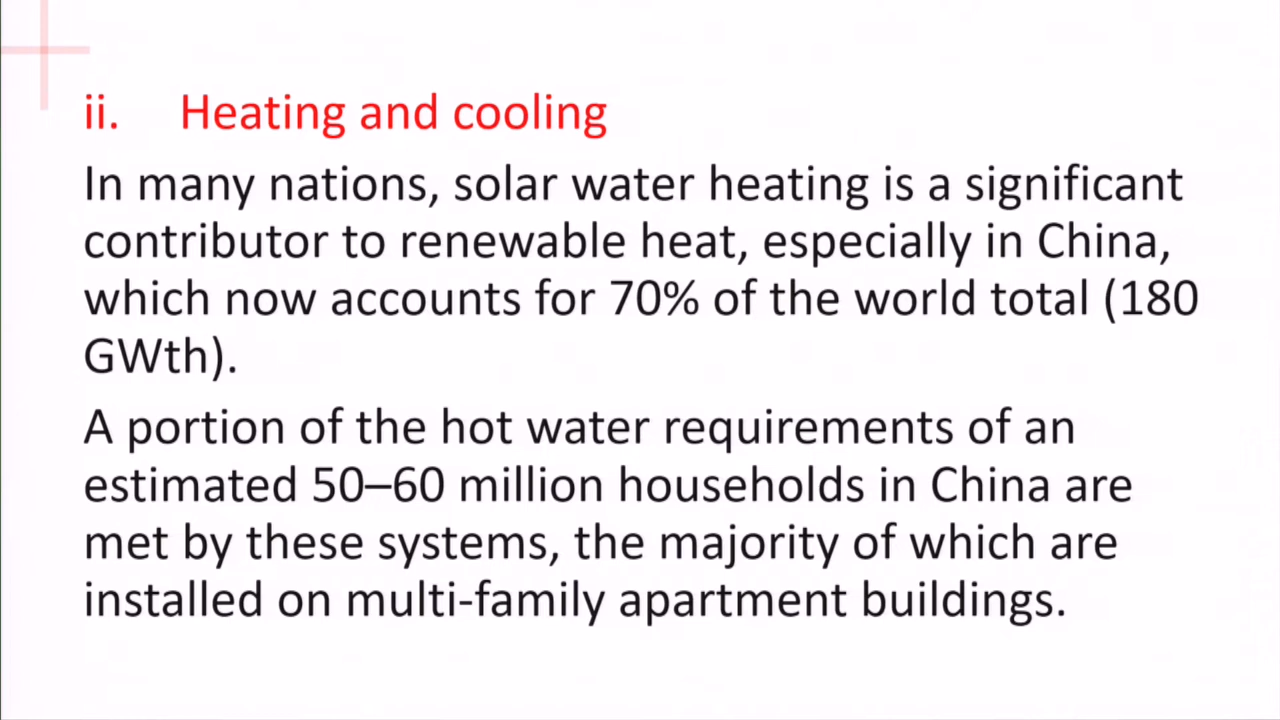 ii. Heating and cooling
In many nations, solar water heating is a significant
contributor to renewable heat, especially in China,
which now accounts for 70% of the world total (180
GWth).
A portion of the hot water requirements of an
estimated 50–60 million households in China are
met by these systems, the majority of which are
installed on multi-family apartment buildings.